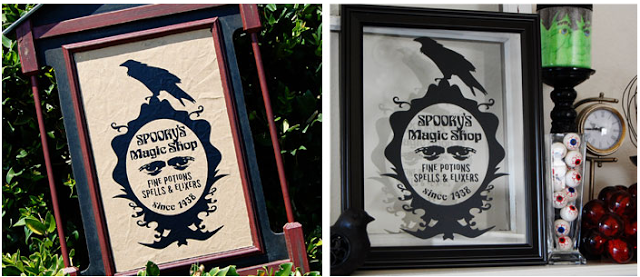 SPOOKY'S
Magic Shop
FINE POTIONS
SPELLS & ELIXERS
since 1938
SPOOKY'S
Magic Shop
FINE POTIONS
SPELLS & ELIXERS
since 1938